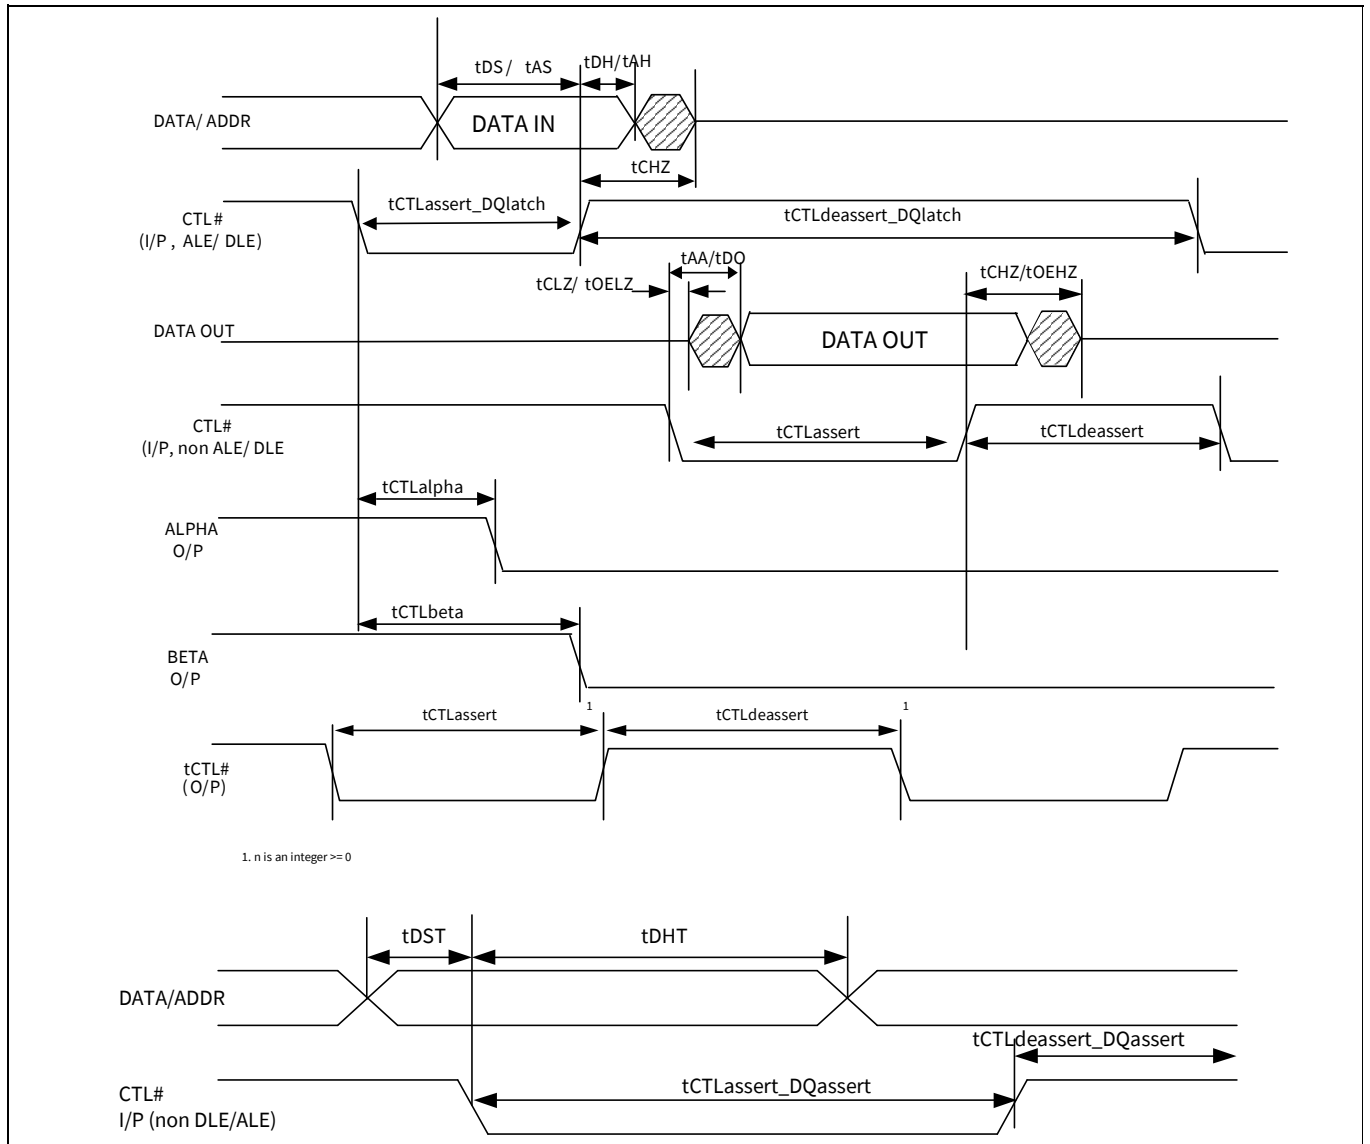 tDS/ tAS
tDH/tAH
DATA/ ADDR
DATA IN
tCHZ
tCTLassert_DQlatch
tCTLdeassert_DQlatch
CTL#
(I/P , ALE/ DLE)
tAA/tDO
tCLZ/ tOELZ
tCHZ/tOEHZ
DATA OUT
DATA OUT
CTL#
(I/P, non ALE/ DLE
tCTLassert
tCTLdeassert
tCTLalpha
ALPHA
O/P
tCTLbeta
BETA
O/P
tCTLassert
1
tCTLdeassert
1
tCTL#
(O/P)
1. n is an integer >= 0
tDST
tDHT
DATA/ADDR
tCTLdeassert_DQassert
tCTLassert_DQassert
CTL#
I/P (non DLE/ALE)